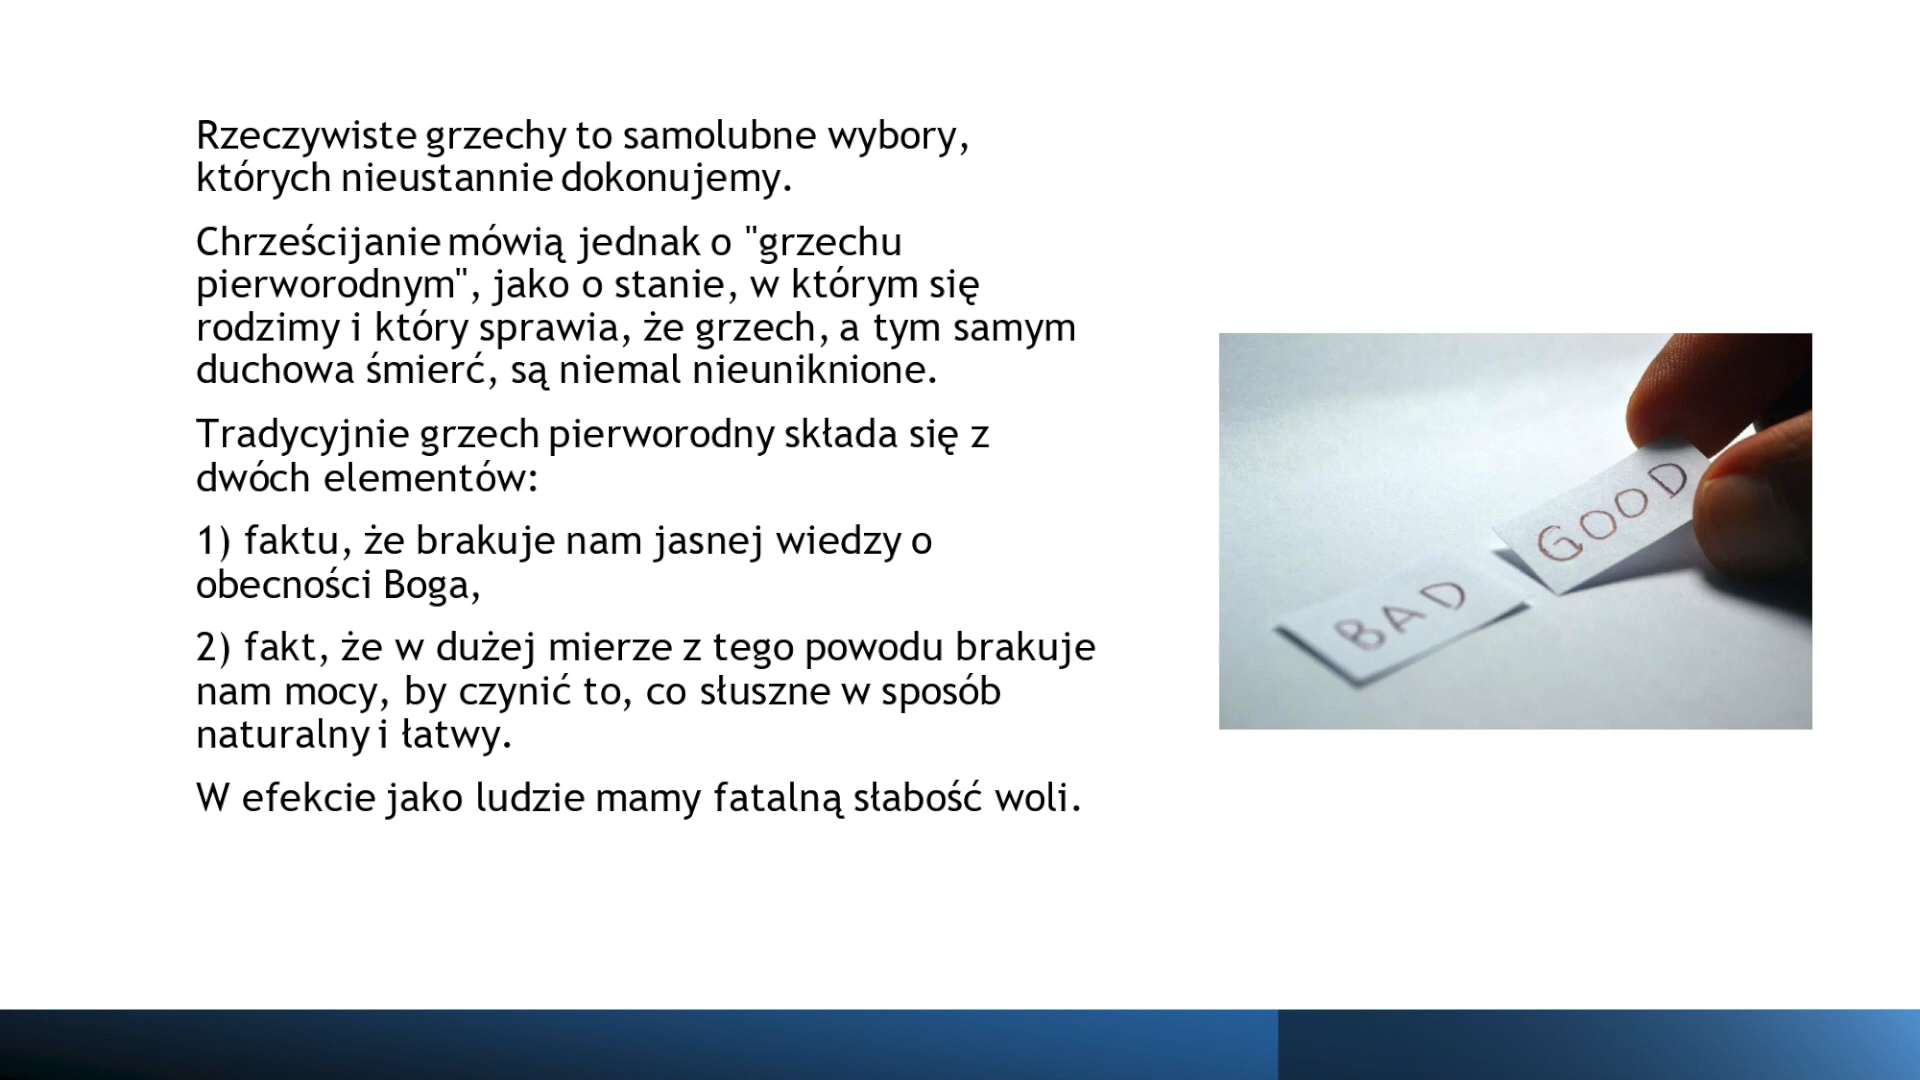 Rzeczywiste grzechy to samolubne wybory,
których nieustannie dokonujemy.
Chrześcijanie mówią jednak o "grzechu
pierworodnym", jako o stanie, w którym się
rodzimy i który sprawia, że grzech, a tym samym
duchowa śmierć, są niemal nieuniknione.
Tradycyjnie grzech pierworodny składa się z
dwóch elementów:
1) faktu, że brakuje nam jasnej wiedzy o
obecności Boga,
2) fakt, że w dużej mierze z tego powodu brakuje
nam mocy, by czynić to, co słuszne w sposób
naturalny i łatwy.
W efekcie jako ludzie mamy fatalną słabość woli.
GOOD
BAD